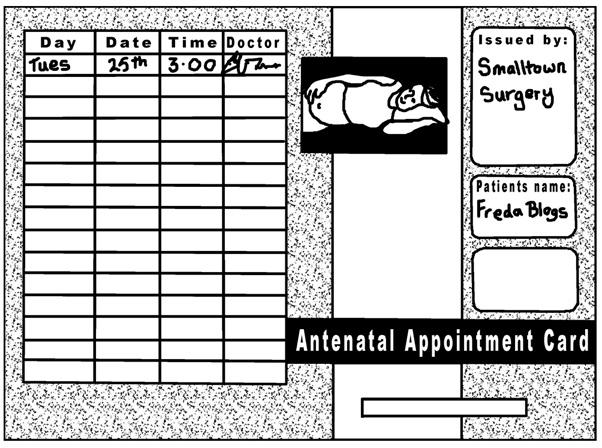 Day Date Time Doctor
Tues 25th 3.00
Issued by:
Smalltown
Surgery
Patients name:
Freda Blogs
Antenatal Appointment Card